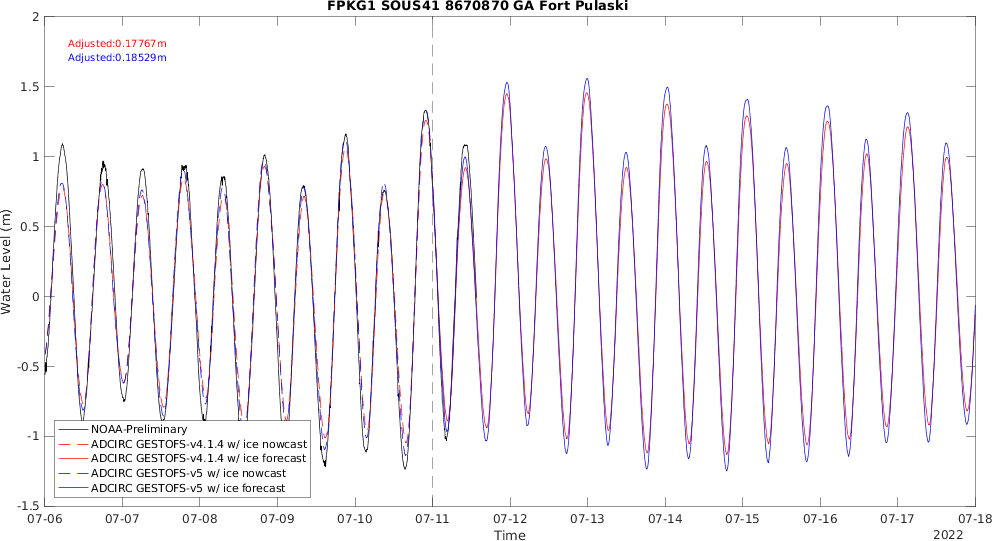 FPKG1 SOUS41 8670870 GA Fort Pulaski
Adjusted:0.17767m
Adjusted:0.18529m
Water Level (m)
2
1.5
1
0.5
0
-0.5
-1
-1.5
NOAA-Preliminary
ADCIRC GESTOFS-v4.1.4 w/ ice nowcast
ADCIRC GESTOFS-v4.1.4 w/ ice forecast
ADCIRC GESTOFS-v5 w/ ice nowcast
ADCIRC GESTOFS-v5 w/ ice forecast
07-06 07-07 07-08 07-09 07-10 07-11 07-12 07-13 07-14 07-15 07-16 07-17 07-18
Time
2022